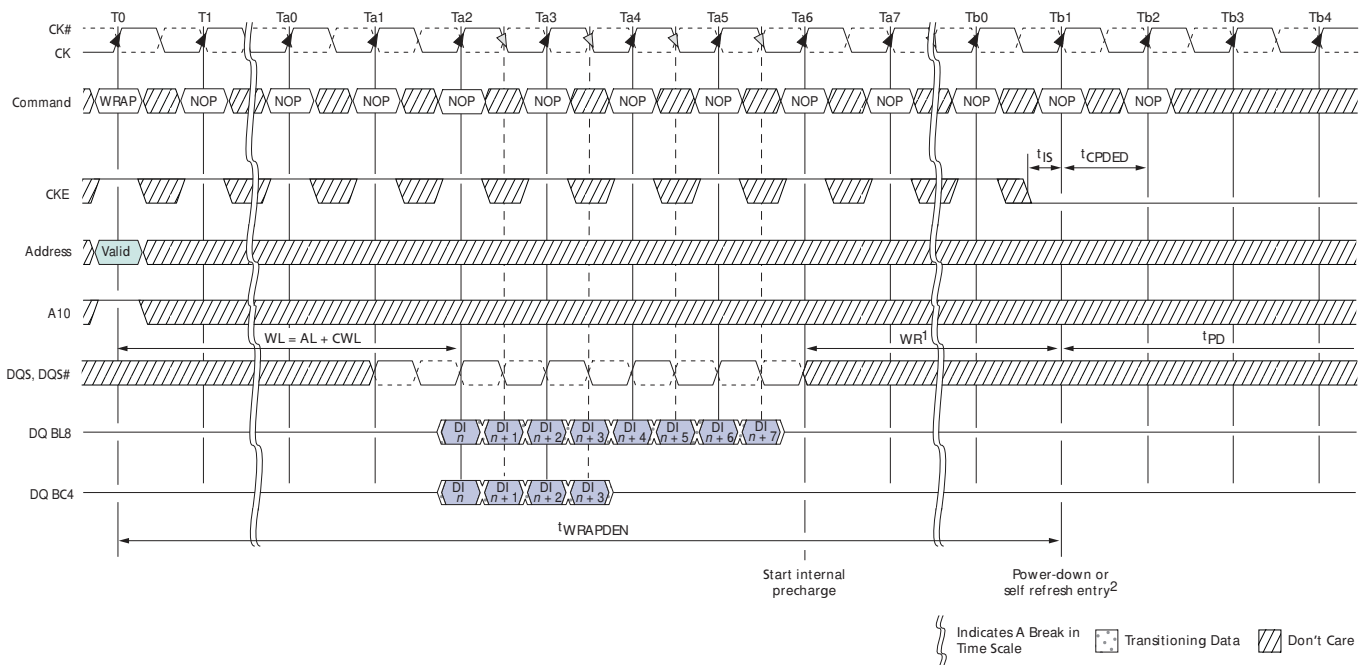 T0 T1 Ta0 Ta1 Ta2 Ta3 Ta4 Ta5 Ta6 Ta7 Tb0 Tb1 Tb2 Tb3 Tb4
CK#
CK
Command WRAP NOP NOP NOP NOP NOP NOP NOP NOP NOP NOP NOP NOP
tIS tCPDED
CKE
Address Valid
A10
WL = AL + CWL WR1 tPD
DQS, DQS#
DQ BL8 DI n DI n + 1 DI n + 2 DI n + 3 DI n + 4 DI n + 5 DI n + 6 DI n + 7
DQ BC4 DI n DI n + 1 DI n + 2 DI n + 3
tWRAPDEN
Start internal
precharge
Power-down or
self refresh entry2
Indicates A Break in
Time Scale
Transitioning Data
Don't Care